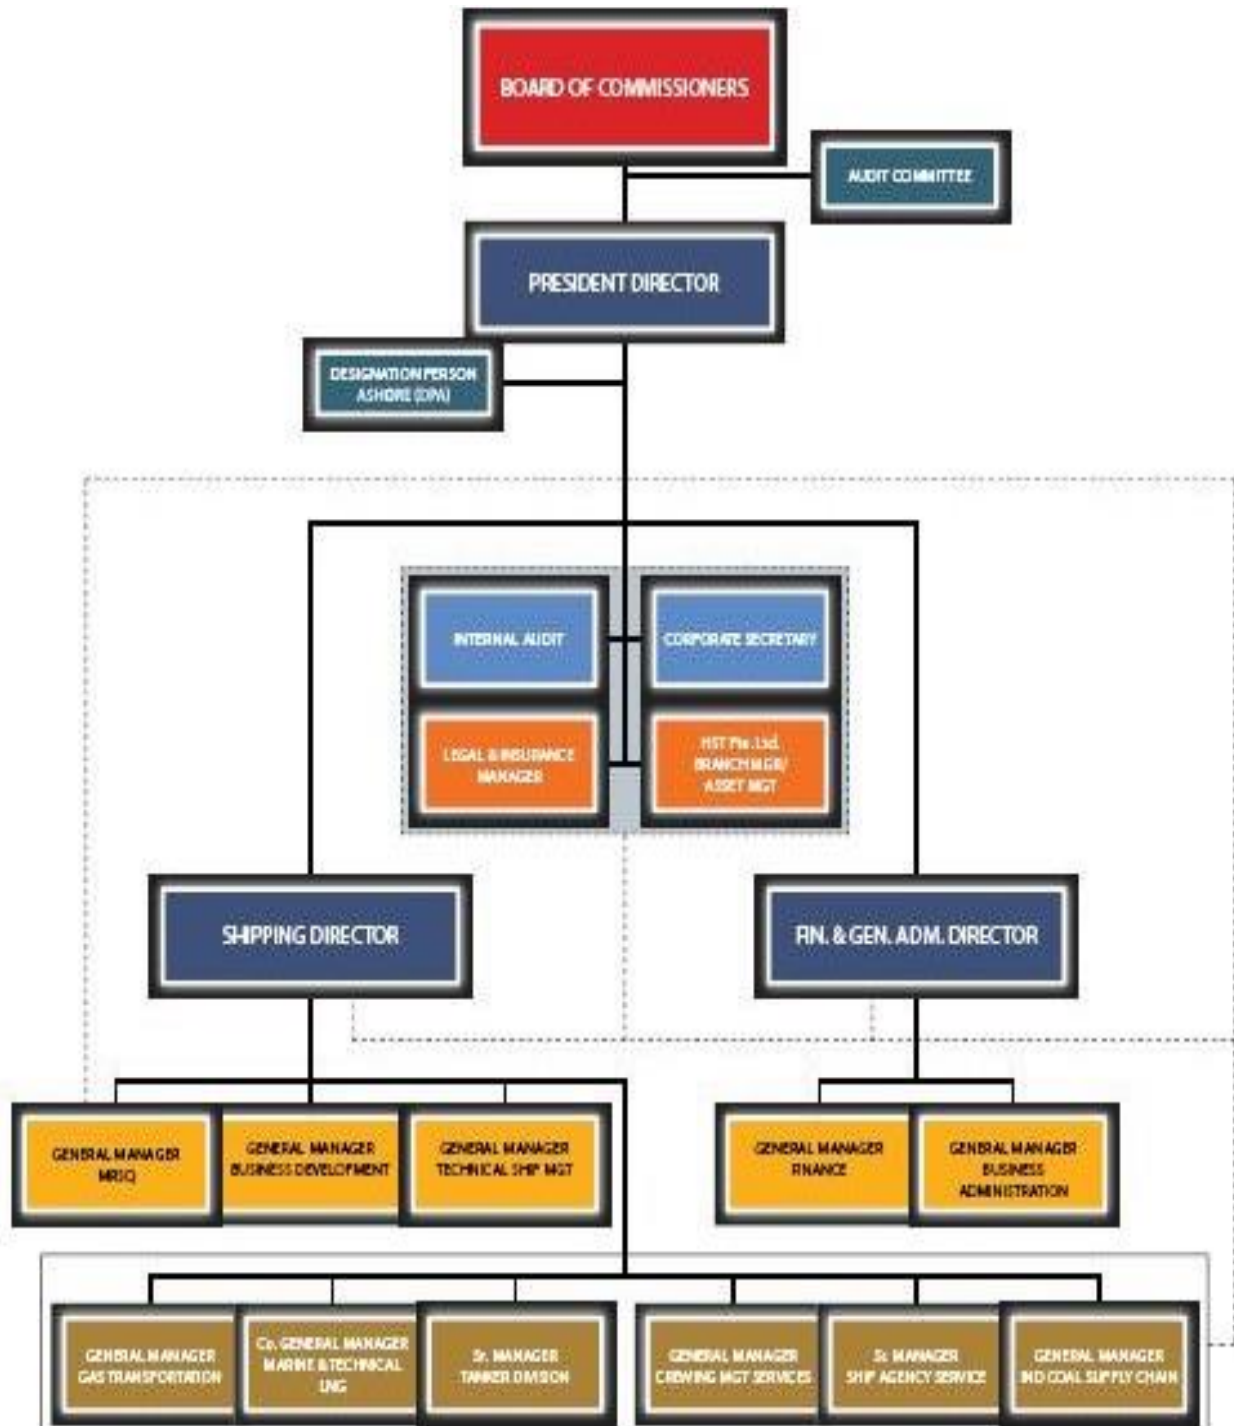 BOARD OF COMMISSIONERS
AUDIT COMMITTEE
PRESIDENT DIRECTOR
DESIGNATION PERSON
ASHORE (DPA)
INTERNAL AUDIT
CORPORATE SECRETARY
LEGAL & INSURANCE
MANAGER
HST Pte. Ltd.
BRANCH MGR/
ASSET MGT
SHIPPING DIRECTOR
FIN. & GEN. ADM. DIRECTOR
GENERAL MANAGER
MRSQ
GENERAL MANAGER
BUSINESS DEVELOPMENT
GENERAL MANAGER
TECHNICAL SHIP MGT
GENERAL MANAGER
FINANCE
GENERAL MANAGER
BUSINESS
ADMINISTRATION
GENERAL MANAGER
GAS TRANSPORTATION
Co. GENERAL MANAGER
MARINE & TECHNICAL
LNG
Sr. MANAGER
TANKER DIVISION
GENERAL MANAGER
CREWING MGT SERVICES
Sr. MANAGER
SHIP AGENCY SERVICE
GENERAL MANAGER
IND COAL SUPPLY CHAIN